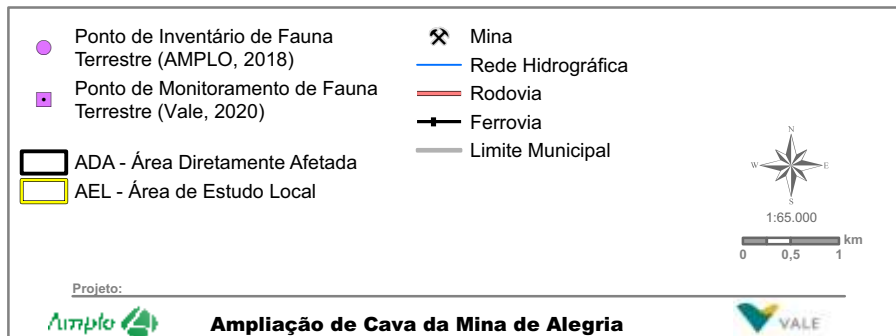 Ponto de Inventário de Fauna
Terrestre (AMPLO, 2018)
Ponto de Monitoramento de Fauna
Terrestre (Vale, 2020)
ADA - Área Diretamente Afetada
AEL - Área de Estudo Local
Mina
Rede Hidrográfica
Rodovia
Ferrovia
Limite Municipal
N
W
E
S
1:65.000
km
0 0,5 1
Projeto:
Amplo
Ampliação de Cava da Mina de Alegria
VALE